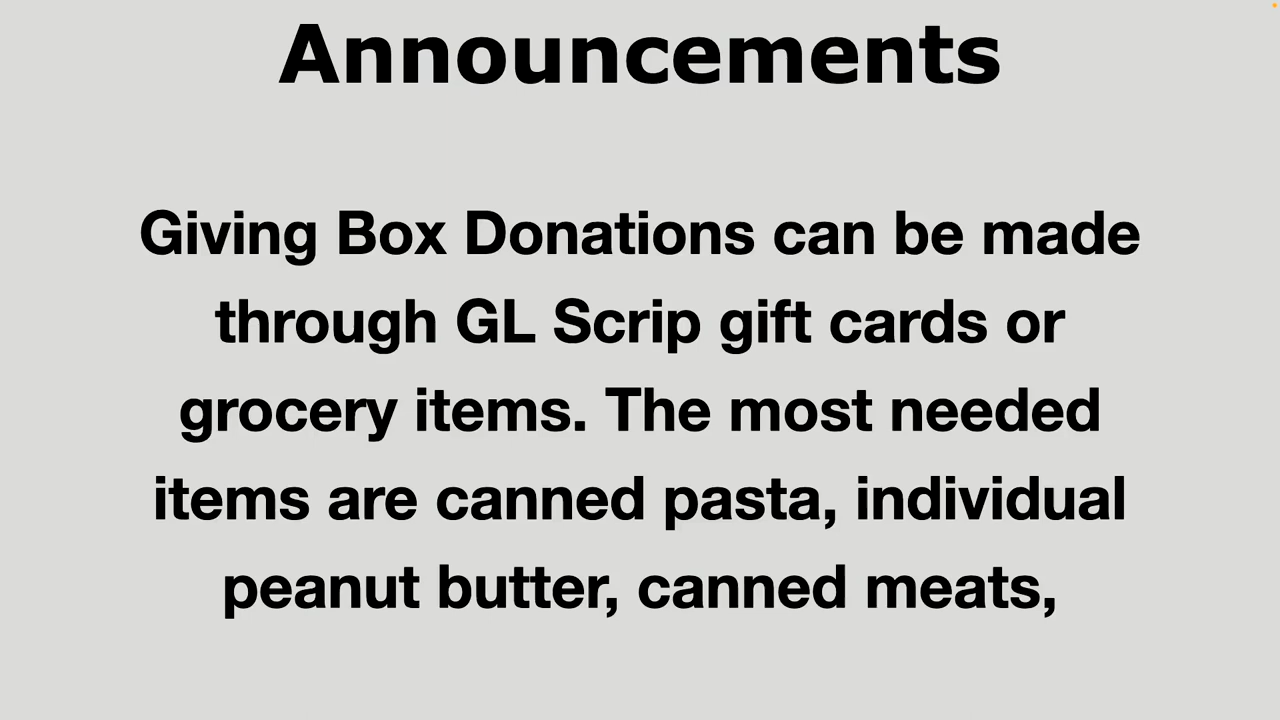 Announcements
Giving Box Donations can be made
through GL Scrip gift cards or
grocery items. The most needed
items are canned pasta, individual
peanut butter, canned meats,